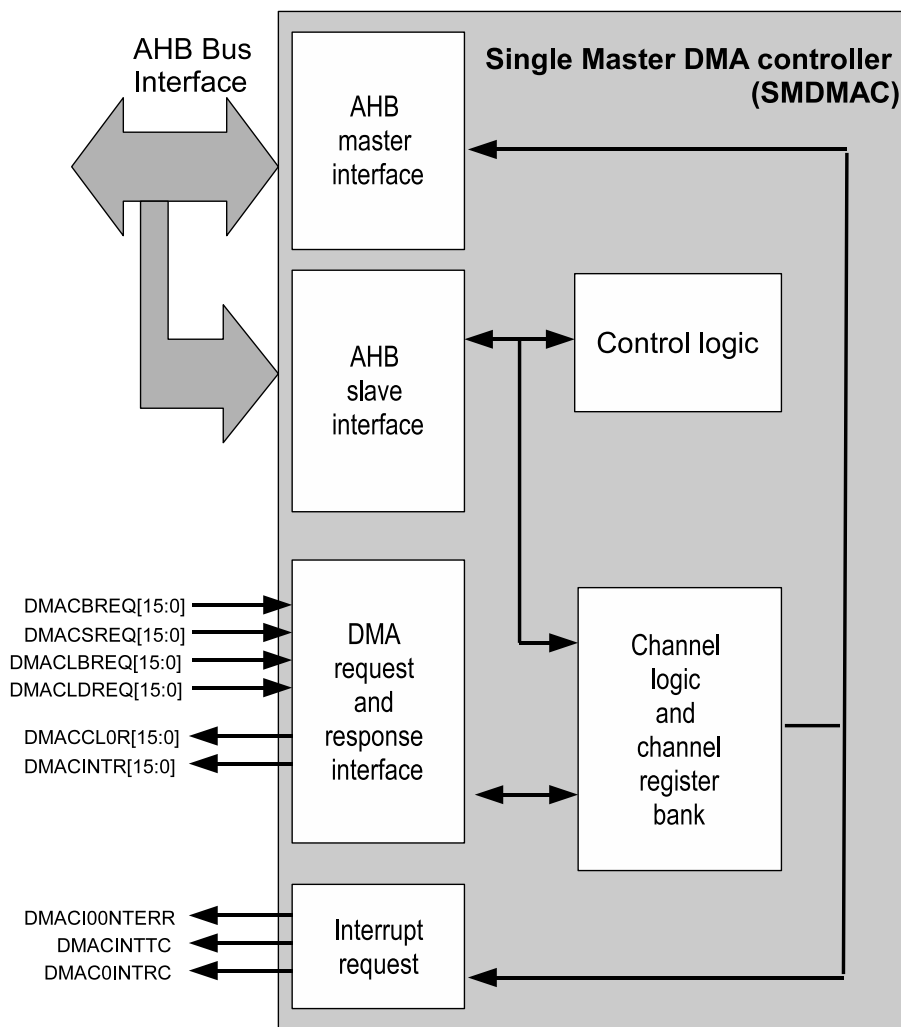 AHB Bus
Interface
Single Master DMA controller
(SMDMAC)
AHB
master
interface
AHB
slave
interface
Control logic
DMACBREQ[15:0]
DMACSREQ[15:0]
DMACLBREQ[15:0]
DMACLDREQ[15:0]
DMACCL0R[15:0]
DMACINTR[15:0]
DMA
request
and
response
interface
Channel
logic
and
channel
register
bank
DMACI00NTERR
DMACINTTC
DMAC0INTRC
Interrupt
request